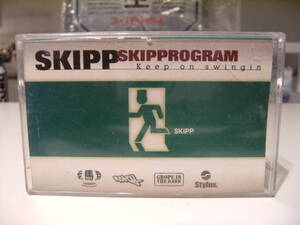 SKIPP SKIPPROGRAM
Keep on swingin
SKIPP
GROPE IN
THE DARK
Stylus.